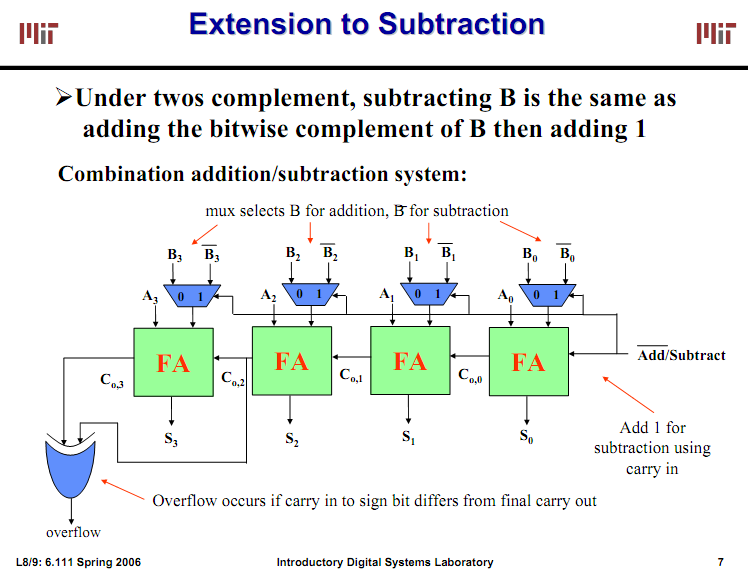 MIT
Extension to Subtraction
MIT
➢Under twos complement, subtracting B is the same as
adding the bitwise complement of B then adding 1
Combination addition/subtraction system:
mux selects B for addition, B̅ for subtraction
B₃ B̅₃ B₂ B̅₂ B₁ B̅₁ B₀ B̅₀
A₃ 0 1 A₂ 0 1 A₁ 0 1 A₀ 0 1
FA FA FA FA
A̅d̅d̅/Subtract
Cₒ,₃ Cₒ,₂ Cₒ,₁ Cₒ,₀
S₃ S₂ S₁ S₀
Add 1 for
subtraction using
carry in
Overflow occurs if carry in to sign bit differs from final carry out
overflow
L8/9: 6.111 Spring 2006 Introductory Digital Systems Laboratory 7